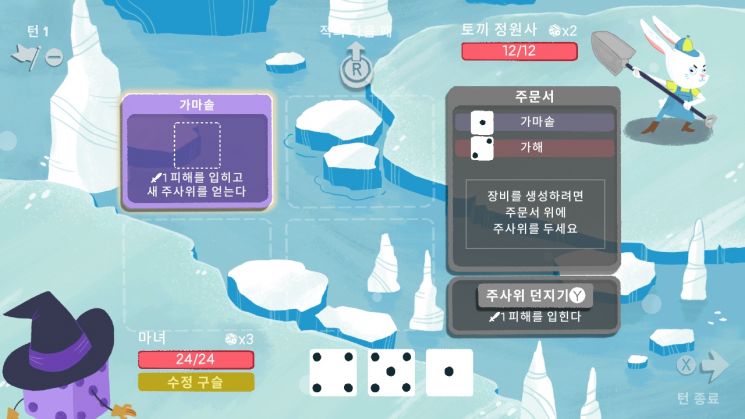 턴 1
R
토끼 정원사 x2
12/12
가마솥
1 피해를 입히고
새 주사위를 얻는다
주문서
가마솥
가해
장비를 생성하려면
주문서 위에
주사위를 두세요
주사위 던지기 Y
1 피해를 입힌다
마녀 x3
24/24
수정 구슬
X
턴 종료